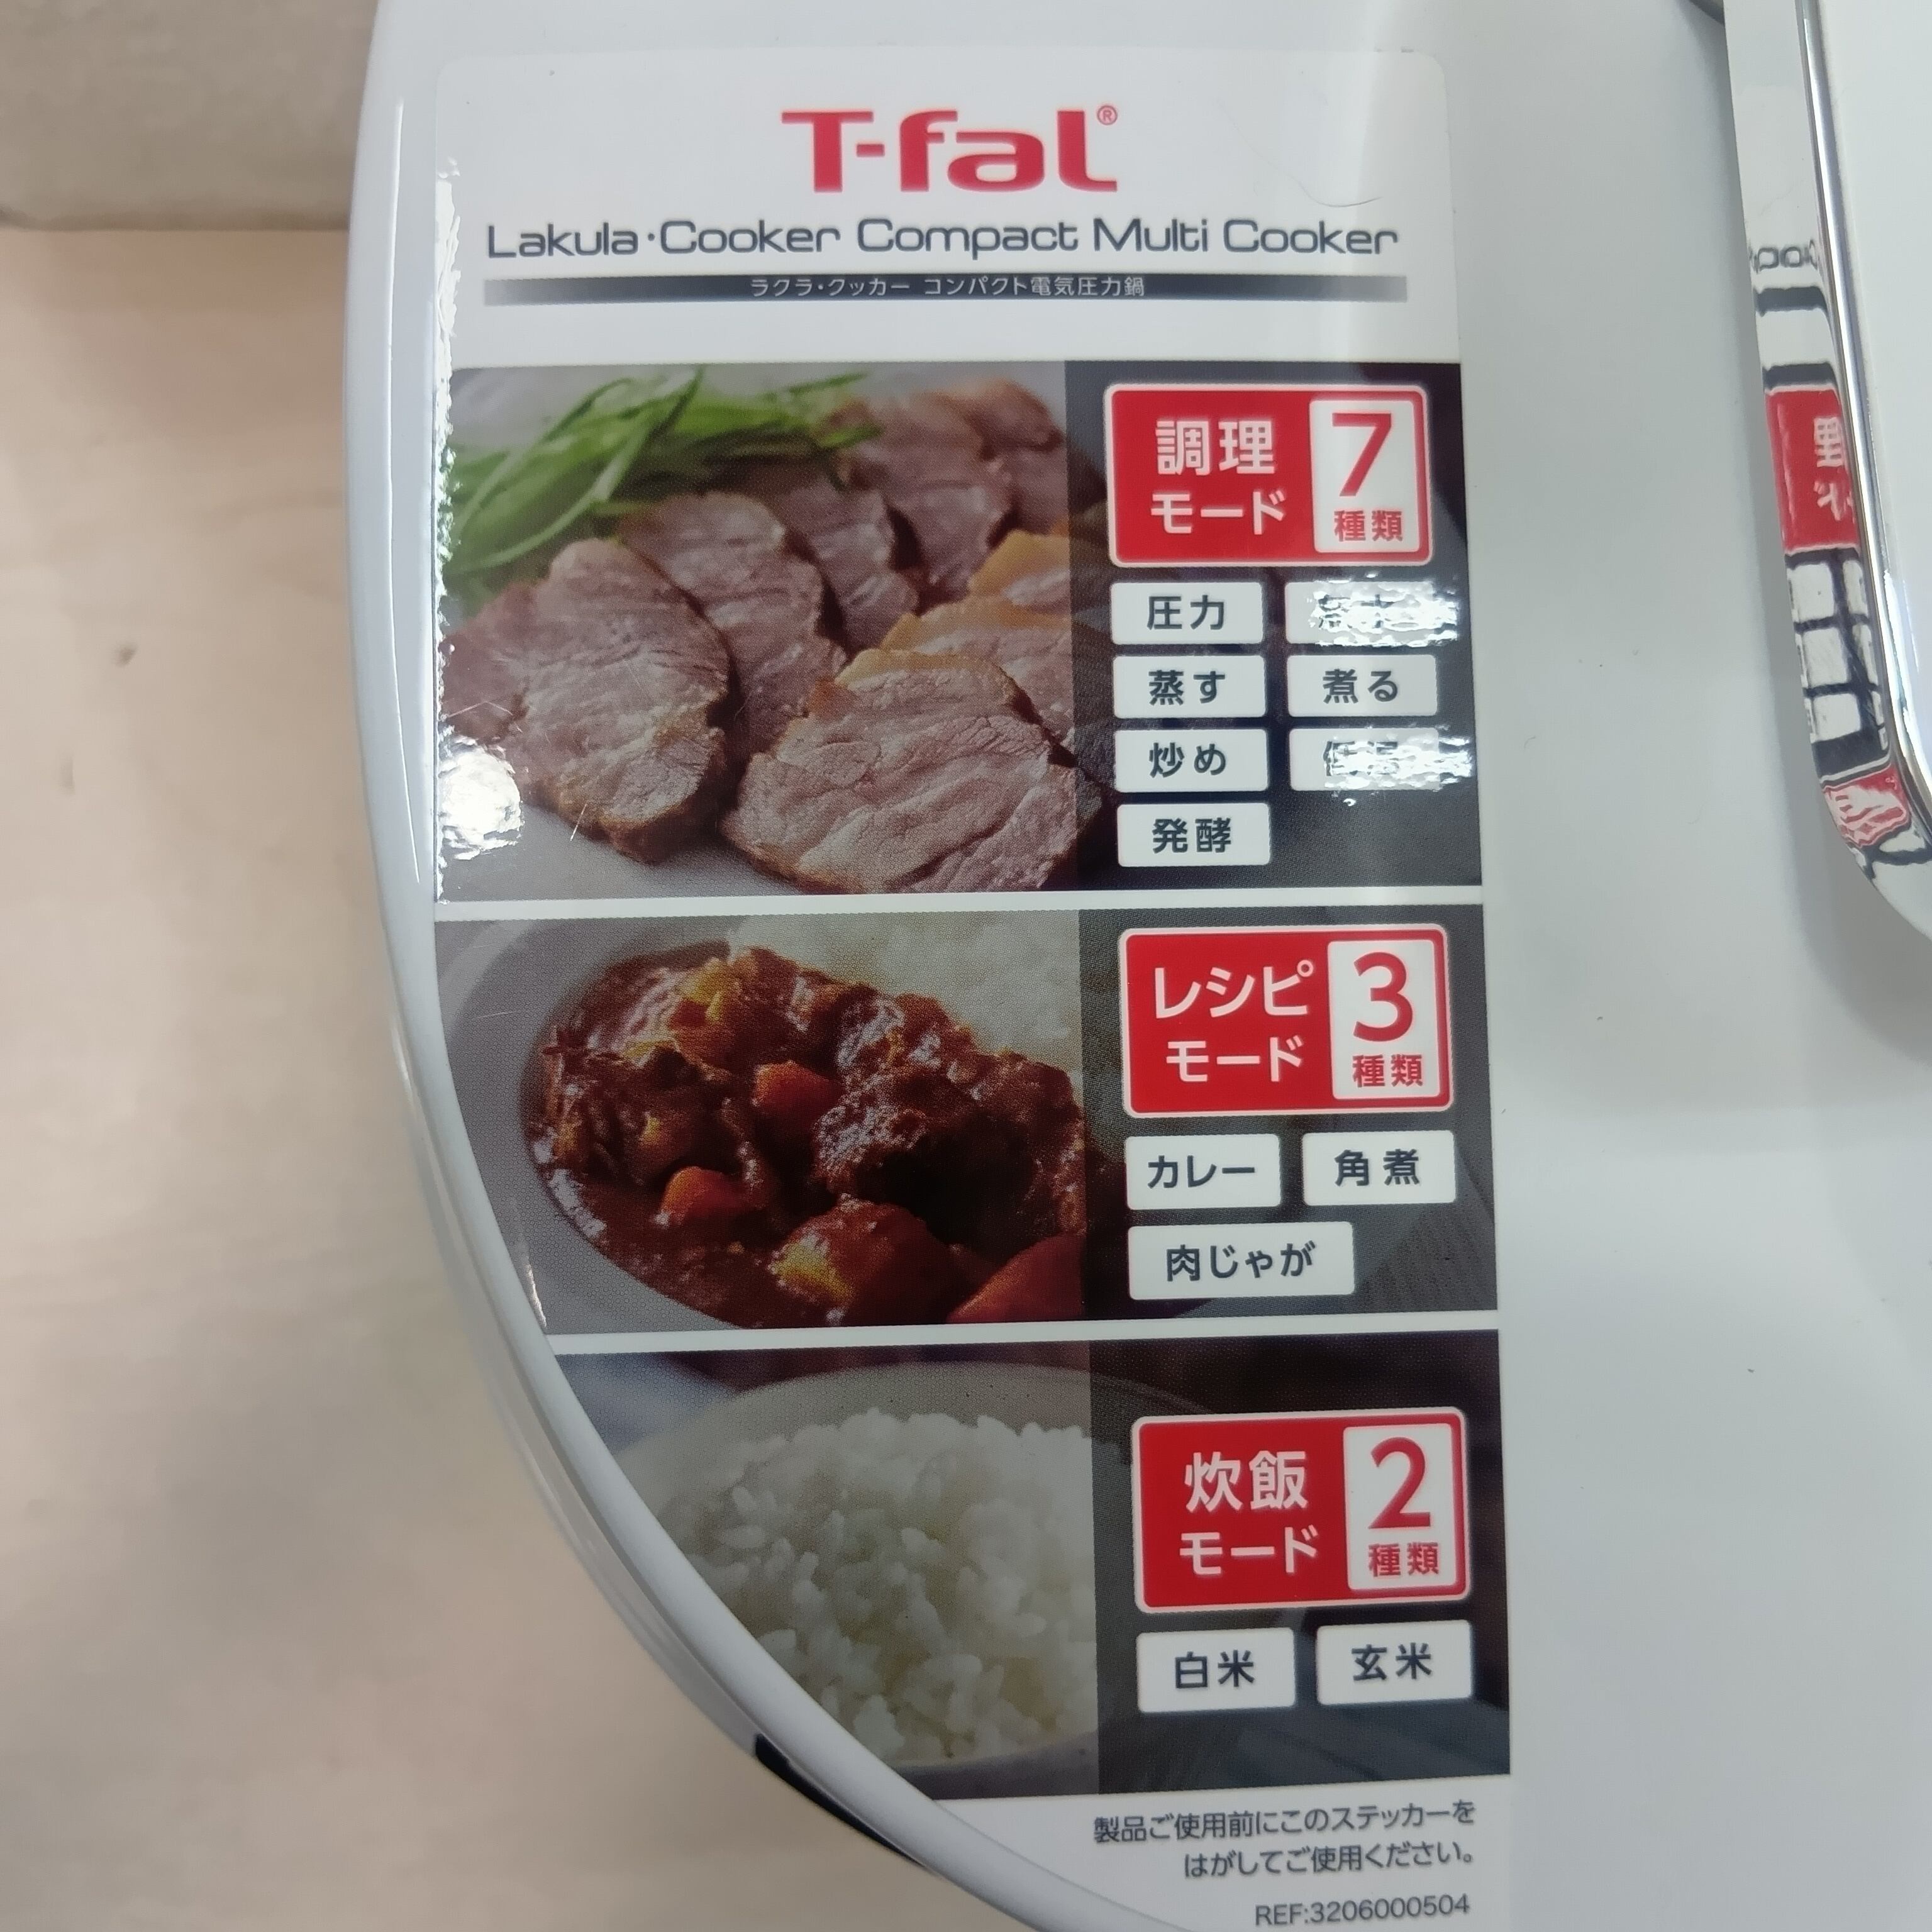 T-fal®
Lakula・Cooker Compact Multi Cooker
ラクラ・クッカー コンパクト電気圧力鍋
調理
モード
7
種類
圧力
蒸す 煮る
炒め
発酵
レシピ
モード
3
種類
カレー 角煮
肉じゃが
炊飯
モード
2
種類
白米 玄米
製品ご使用前にこのステッカーを
はがしてご使用ください。
REF:3206000504